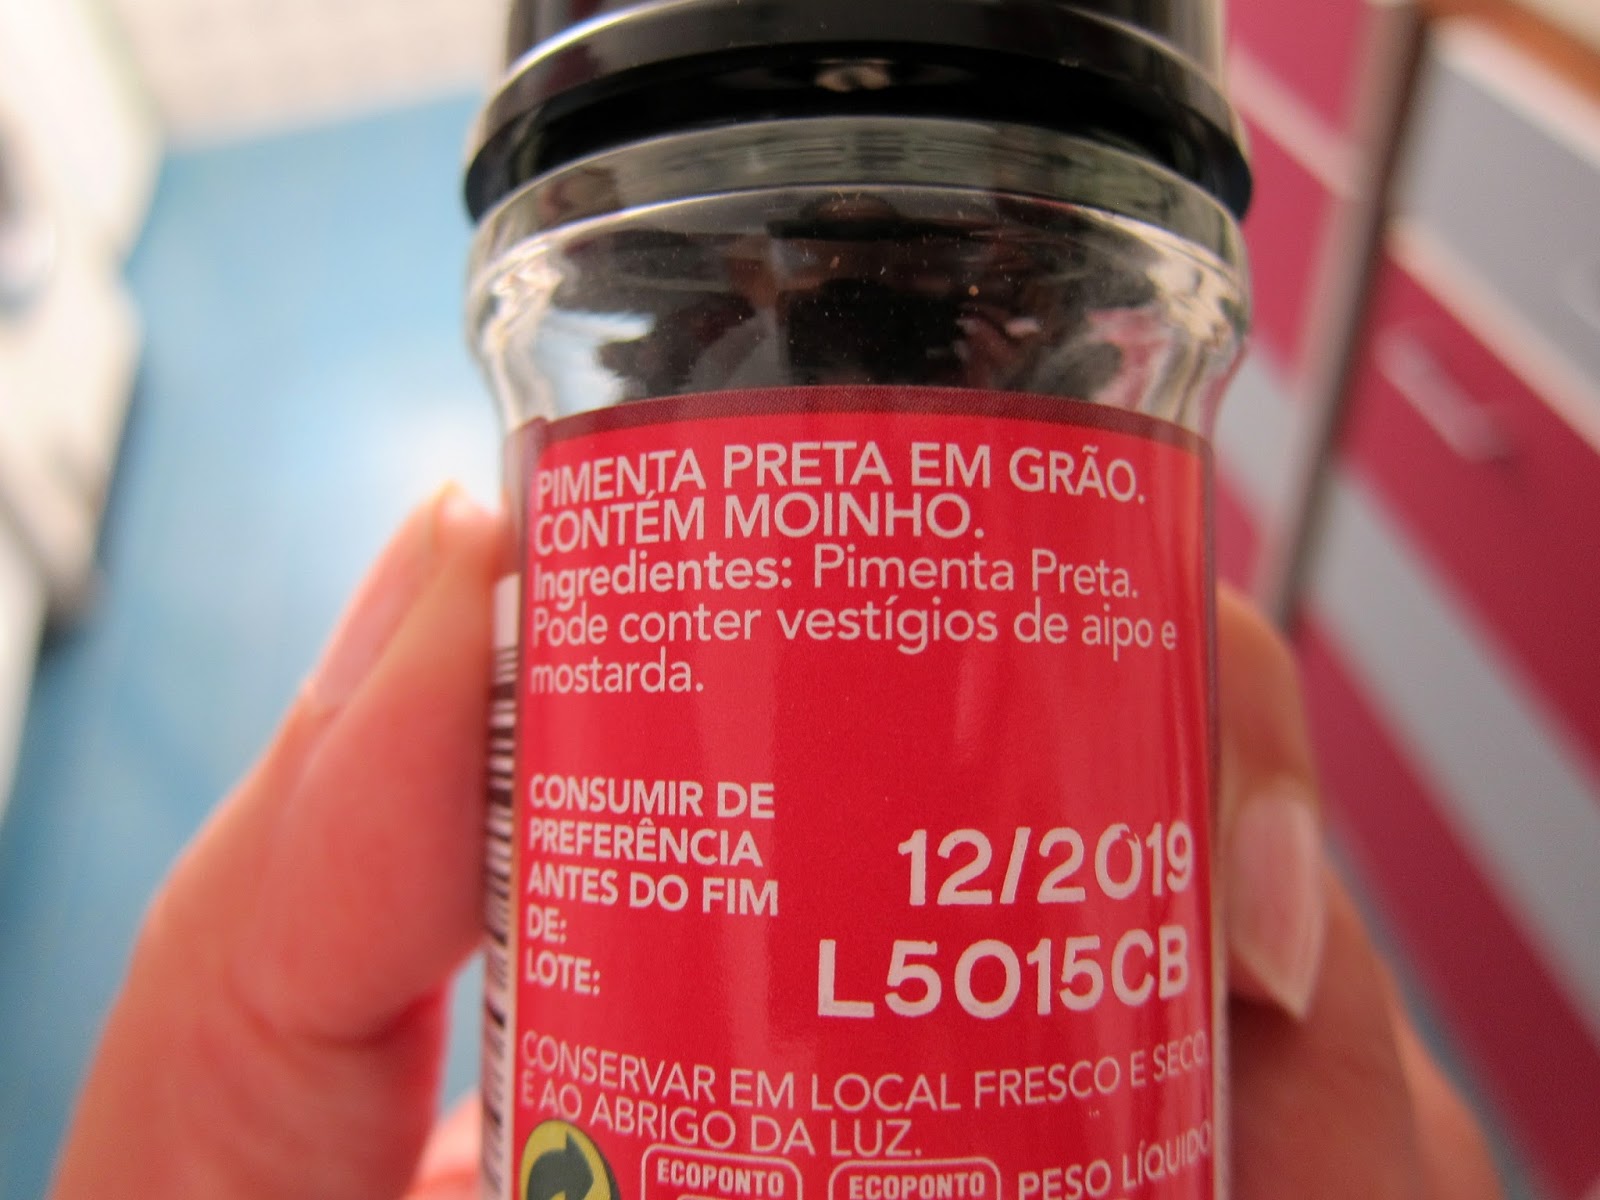 PIMENTA PRETA EM GRÃO.
CONTÉM MOINHO.
Ingredientes: Pimenta Preta.
Pode conter vestígios de aipo e
mostarda.
CONSUMIR DE
PREFERÊNCIA
ANTES DO FIM
DE:
12/2019
LOTE:
L5015CB
CONSERVAR EM LOCAL FRESCO E SECO
E AO ABRIGO DA LUZ.
ECOPONTO
ECOPONTO
PESO LÍQUIDO